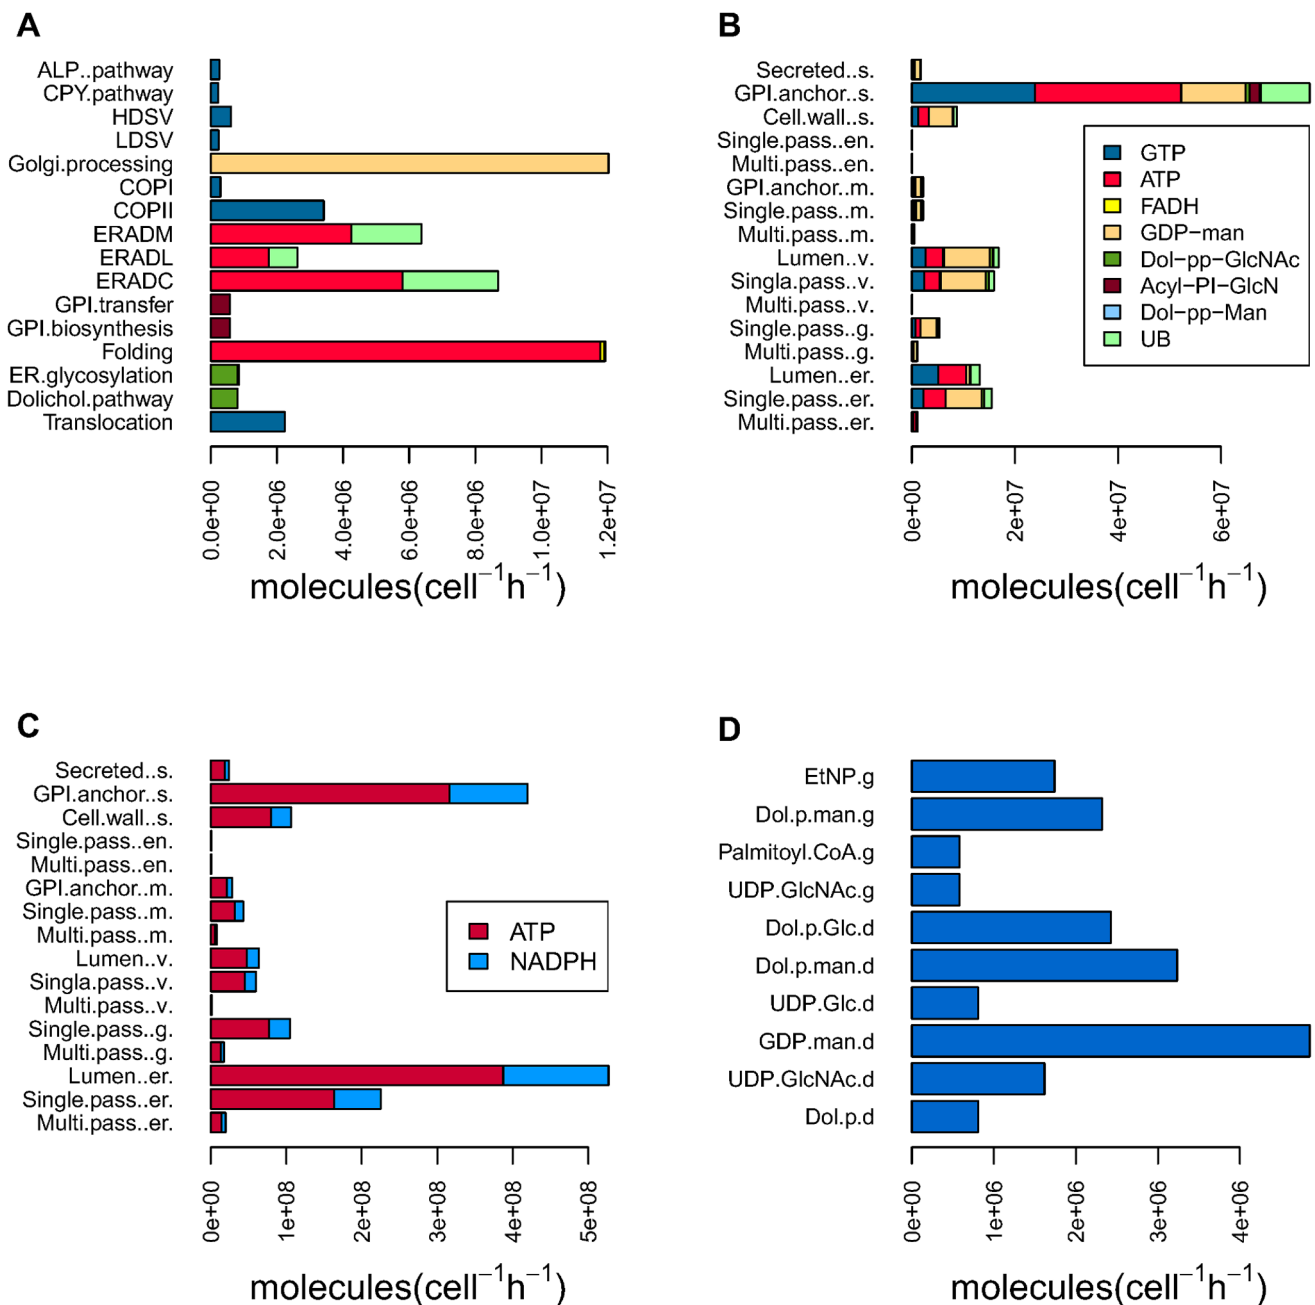 A
ALP..pathway
CPY.pathway
HDSV
LDSV
Golgi.processing
COPI
COPII
ERADM
ERADL
ERADC
GPI.transfer
GPI.biosynthesis
Folding
ER.glycosylation
Dolichol.pathway
Translocation
0.0e+00
2.0e+06
4.0e+06
6.0e+06
8.0e+06
1.0e+07
1.2e+07
molecules(cell⁻¹h⁻¹)
B
Secreted..s.
GPI.anchor..s.
Cell.wall..s.
Single.pass..en.
Multi.pass..en.
GPI.anchor..m.
Single.pass..m.
Multi.pass..m.
Lumen..v.
Singla.pass..v.
Multi.pass..v.
Single.pass..g.
Multi.pass..g.
Lumen..er.
Single.pass..er.
Multi.pass..er.
GTP
ATP
FADH
GDP−man
Dol−pp−GlcNAc
Acyl−PI−GlcN
Dol−pp−Man
UB
0e+00
2e+07
4e+07
6e+07
molecules(cell⁻¹h⁻¹)
C
Secreted..s.
GPI.anchor..s.
Cell.wall..s.
Single.pass..en.
Multi.pass..en.
GPI.anchor..m.
Single.pass..m.
Multi.pass..m.
Lumen..v.
Singla.pass..v.
Multi.pass..v.
Single.pass..g.
Multi.pass..g.
Lumen..er.
Single.pass..er.
Multi.pass..er.
ATP
NADPH
0e+00
1e+08
2e+08
3e+08
4e+08
5e+08
molecules(cell⁻¹h⁻¹)
D
EtNP.g
Dol.p.man.g
Palmitoyl.CoA.g
UDP.GlcNAc.g
Dol.p.Glc.d
Dol.p.man.d
UDP.Glc.d
GDP.man.d
UDP.GlcNAc.d
Dol.p.d
0e+00
1e+06
2e+06
3e+06
4e+06
molecules(cell⁻¹h⁻¹)